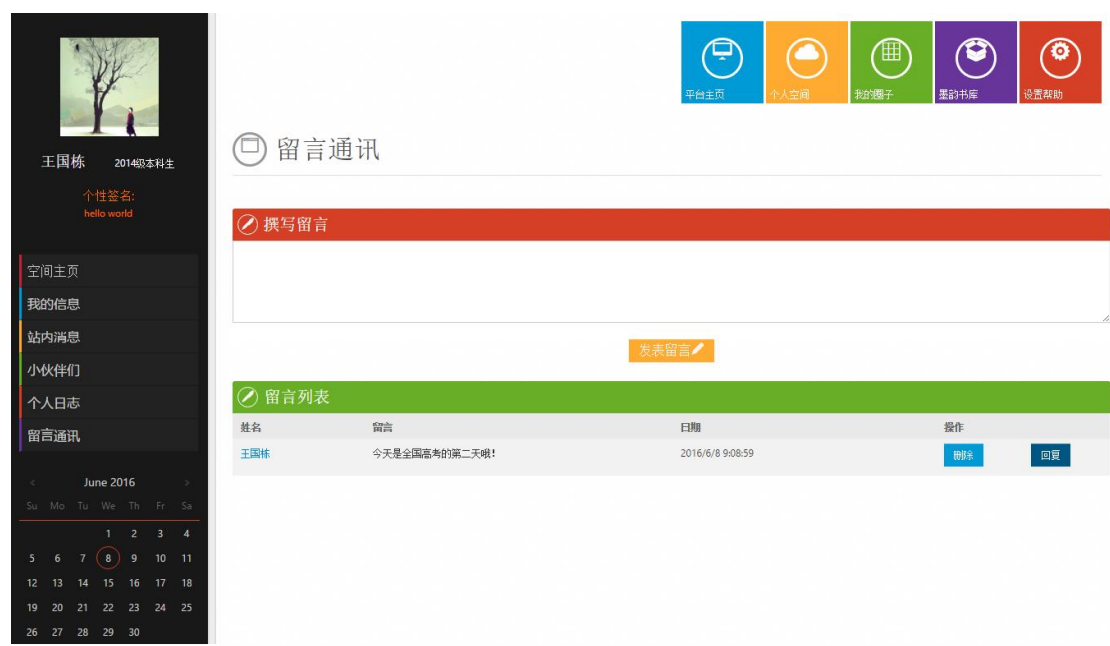 平台主页 个人空间 我的圈子 墨韵书库 设置帮助
王国栋 2014级本科生
个性签名:
hello world
空间主页
我的信息
站内消息
小伙伴们
个人日志
留言通讯
< June 2016 >
Su Mo Tu We Th Fr Sa
1 2 3 4
5 6 7 8 9 10 11
12 13 14 15 16 17 18
19 20 21 22 23 24 25
26 27 28 29 30
留言通讯
撰写留言
发表留言
留言列表
姓名 留言 日期 操作
王国栋 今天是全国高考的第二天哦! 2016/6/8 9:08:59 删除 回复